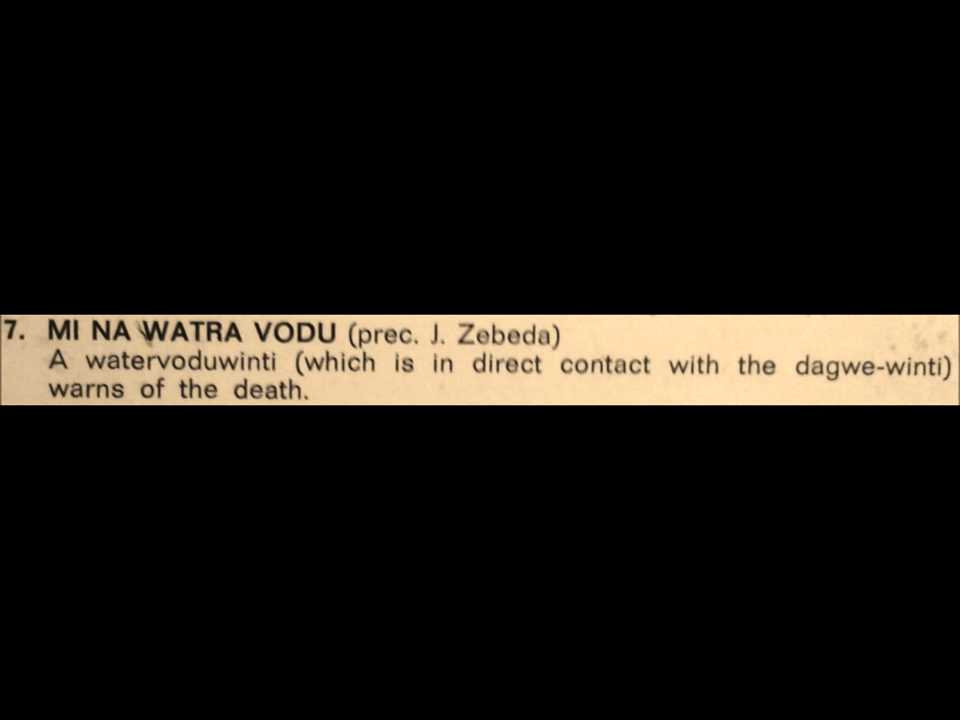 7. MI NA WATRA VODU (prec. J. Zebeda)
A watervoduwinti (which is in direct contact with the dagwe-winti)
warns of the death.